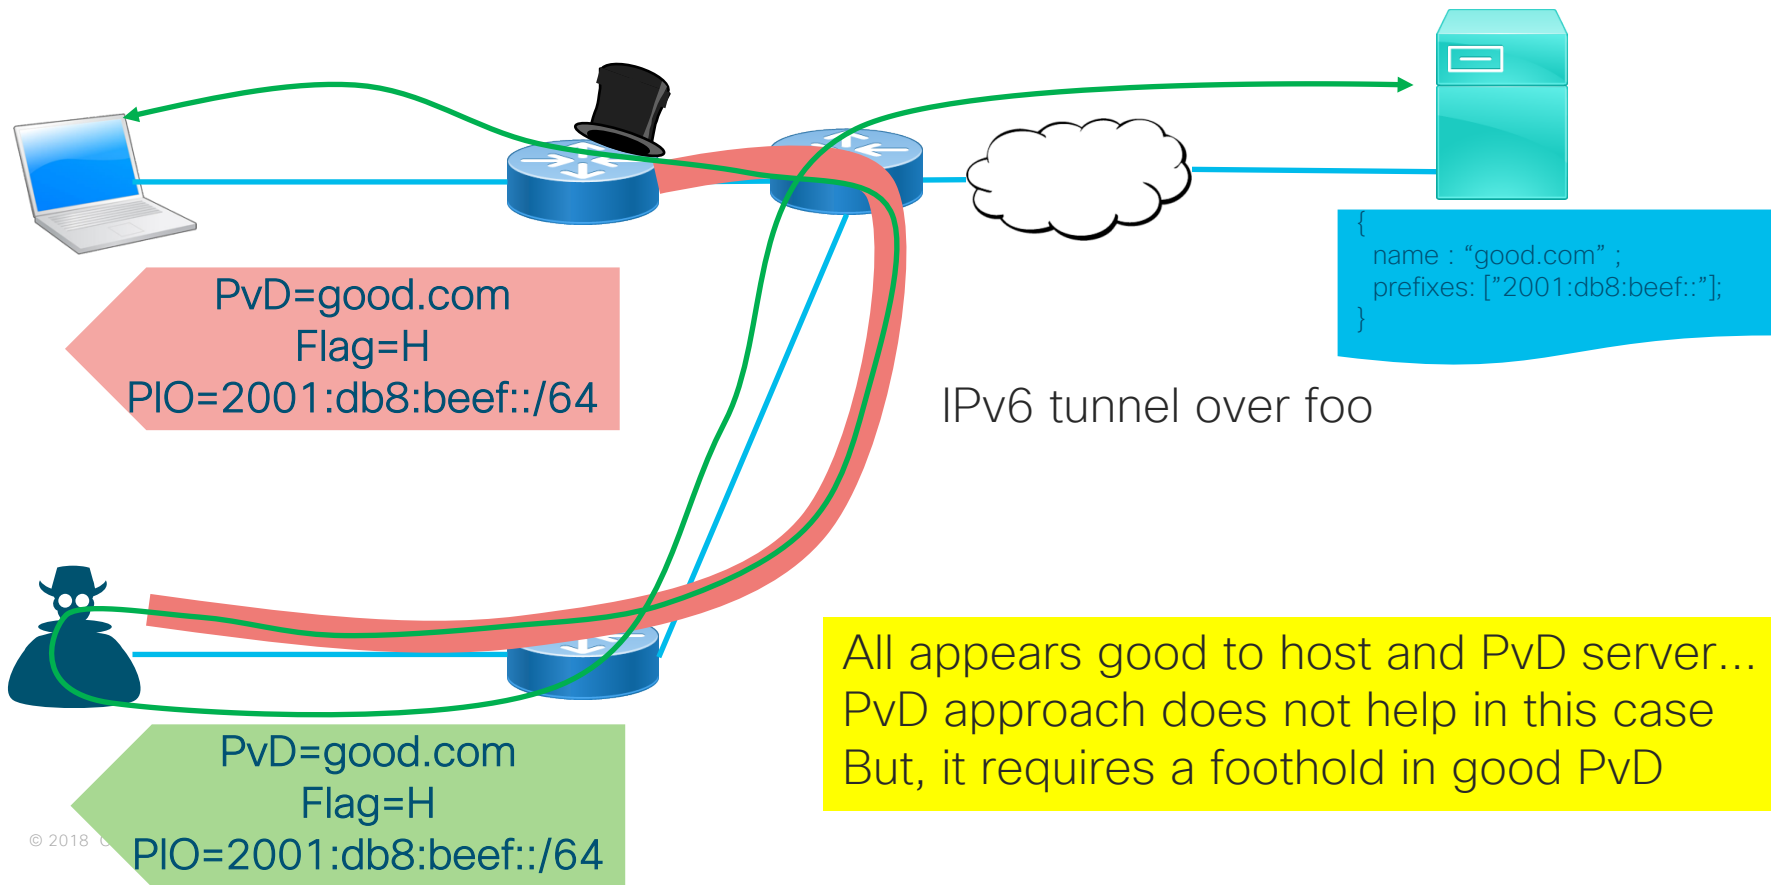 {
name : “good.com” ;
prefixes: [”2001:db8:beef::”];
}
PvD=good.com
Flag=H
PIO=2001:db8:beef::/64
IPv6 tunnel over foo
All appears good to host and PvD server...
PvD approach does not help in this case
But, it requires a foothold in good PvD
PvD=good.com
Flag=H
PIO=2001:db8:beef::/64
© 2018